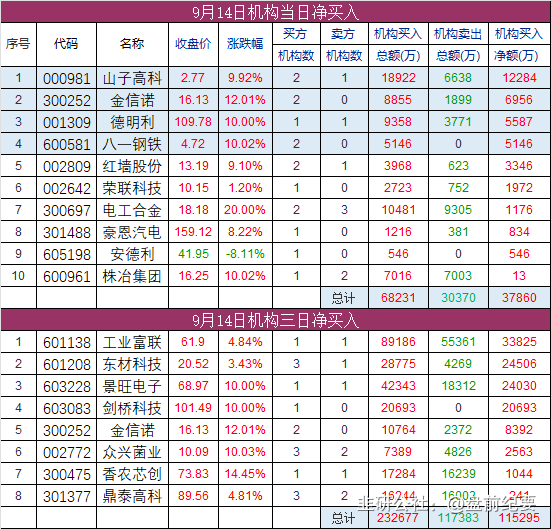 9月14日机构当日净买入
序号 代码 名称 收盘价 涨跌幅 买方机构数 卖方机构数 机构买入总额(万) 机构卖出总额(万) 机构买入净额(万)
1 000981 山子高科 2.77 9.92% 2 1 18922 6638 12284
2 300252 金信诺 16.13 12.01% 2 0 8855 1899 6956
3 001309 德明利 109.78 10.00% 1 1 9358 3771 5587
4 600581 八一钢铁 4.72 10.02% 2 0 5146 0 5146
5 002809 红墙股份 13.19 9.10% 2 1 3968 623 3346
6 002642 荣联科技 10.15 1.20% 1 0 2723 752 1972
7 300697 电工合金 18.18 20.00% 2 3 10481 9305 1176
8 301488 豪恩汽电 159.12 8.22% 1 0 1216 381 834
9 605198 安德利 41.95 -8.11% 1 0 546 0 546
10 600961 株冶集团 16.25 10.02% 1 2 7016 7003 13
总计 68231 30370 37860
9月14日机构三日净买入
1 601138 工业富联 61.9 4.84% 1 1 89186 55361 33825
2 601208 东材科技 20.52 3.43% 3 1 28775 4269 24506
3 603228 景旺电子 68.97 10.00% 1 1 42343 18312 24030
4 603083 剑桥科技 101.49 10.00% 1 0 20693 0 20693
5 300252 金信诺 16.13 12.01% 2 0 10764 2372 8392
6 002772 众兴菌业 10.09 10.03% 3 2 7389 4826 2563
7 300475 香农芯创 73.83 14.45% 1 1 17284 16239 1044
8 301377 鼎泰高科 89.56 4.81% 3 2 16244 16003 241
总计 232677 117383 115295
韭研公社：@盘前纪要